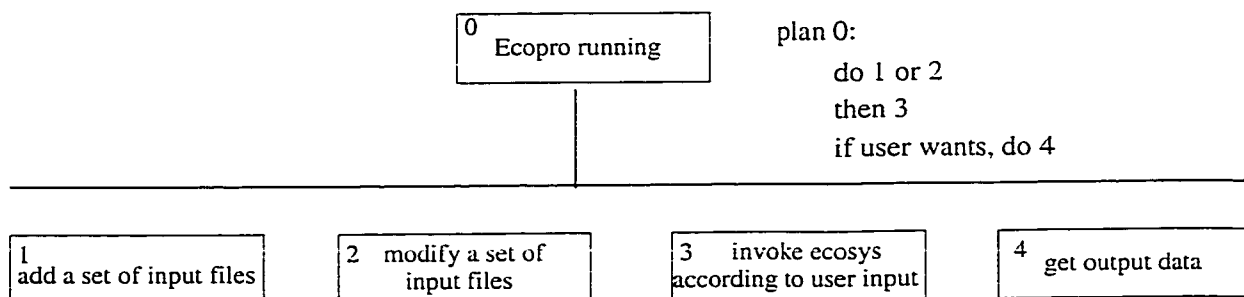 0
Ecopro running
plan 0:
do 1 or 2
then 3
if user wants, do 4
1
add a set of input files
2 modify a set of
input files
3 invoke ecosys
according to user input
4 get output data